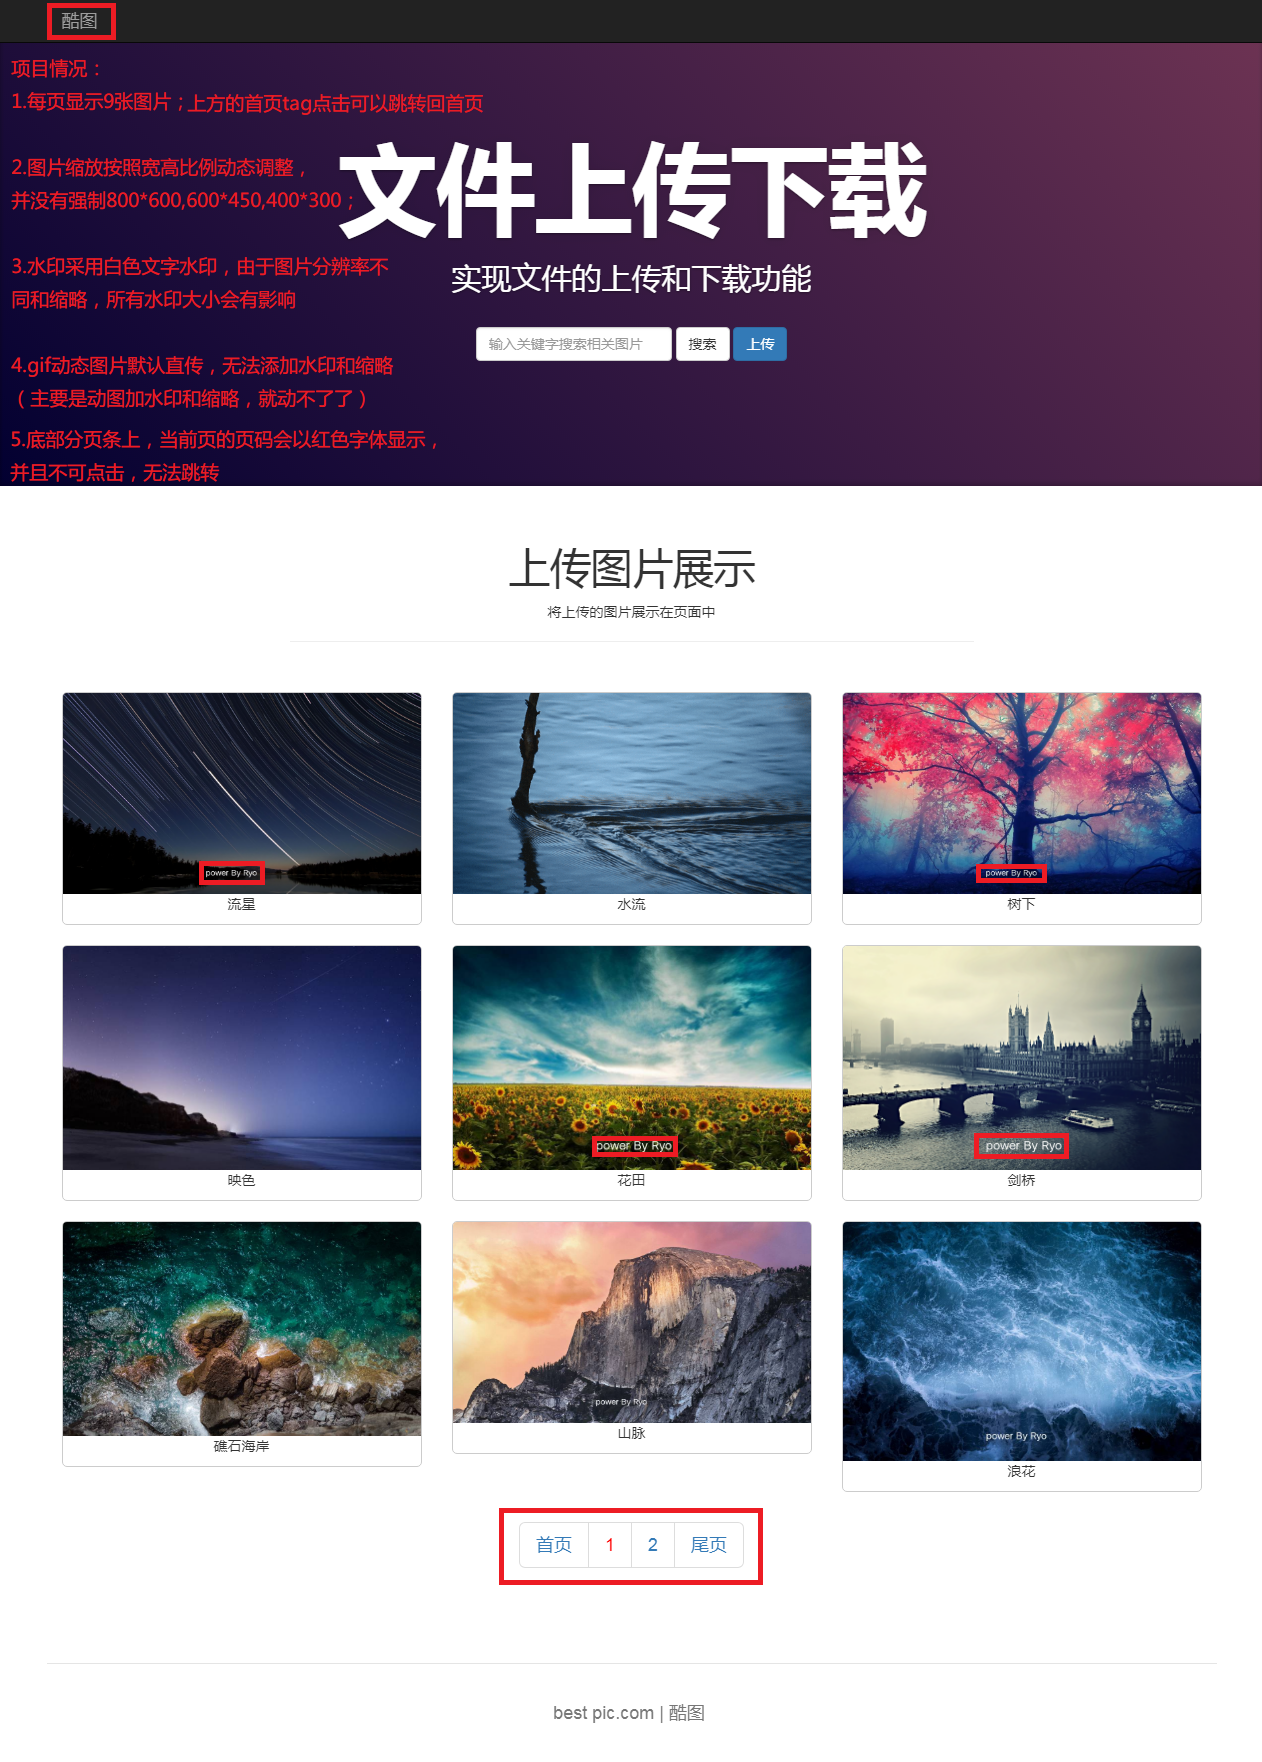 酷图
项目情况：
1.每页显示9张图片；上方的首页tag点击可以跳转回首页
2.图片缩放按照宽高比例动态调整，
并没有强制800*600,600*450,400*300；
3.水印采用白色文字水印，由于图片分辨率不
同和缩略，所有水印大小会有影响
4.gif动态图片默认直传，无法添加水印和缩略
（主要是动图加水印和缩略，就动不了了）
5.底部分页条上，当前页的页码会以红色字体显示，
并且不可点击，无法跳转
文件上传下载
实现文件的上传和下载功能
输入关键字搜索相关图片 搜索 上传
上传图片展示
将上传的图片展示在页面中
power By Ryo
power By Ryo
流星 水流 树下
power By Ryo
power By Ryo
映色 花田 剑桥
power By Ryo
power By Ryo
礁石海岸 山脉 浪花
首页 1 2 尾页
best pic.com | 酷图